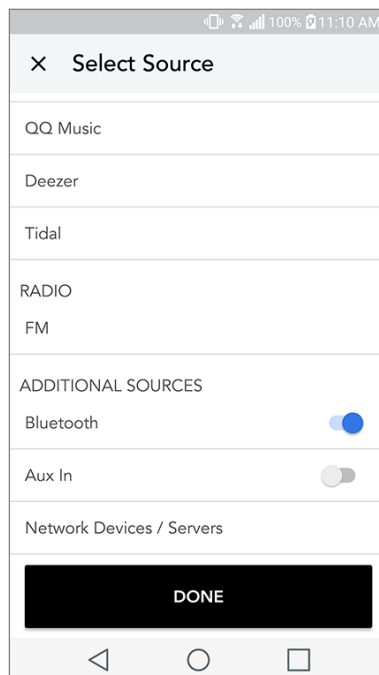 100% 11:10 AM
Select Source
QQ Music
Deezer
Tidal
RADIO
FM
ADDITIONAL SOURCES
Bluetooth
Aux In
Network Devices / Servers
DONE